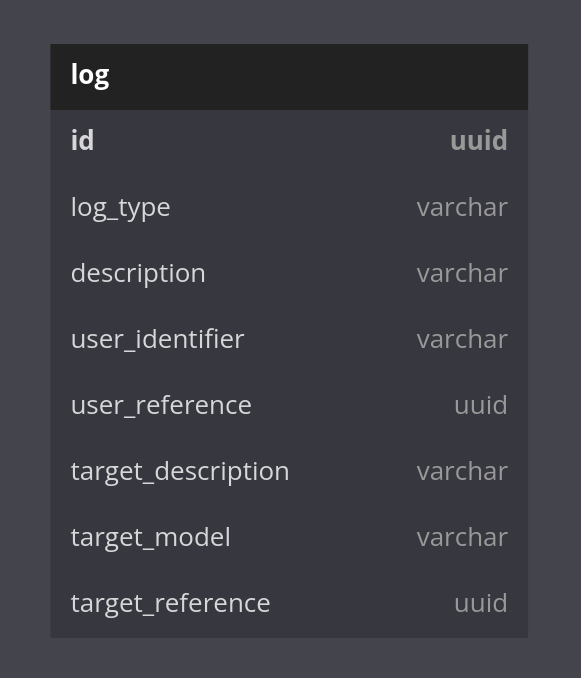 log
id uuid
log_type varchar
description varchar
user_identifier varchar
user_reference uuid
target_description varchar
target_model varchar
target_reference uuid